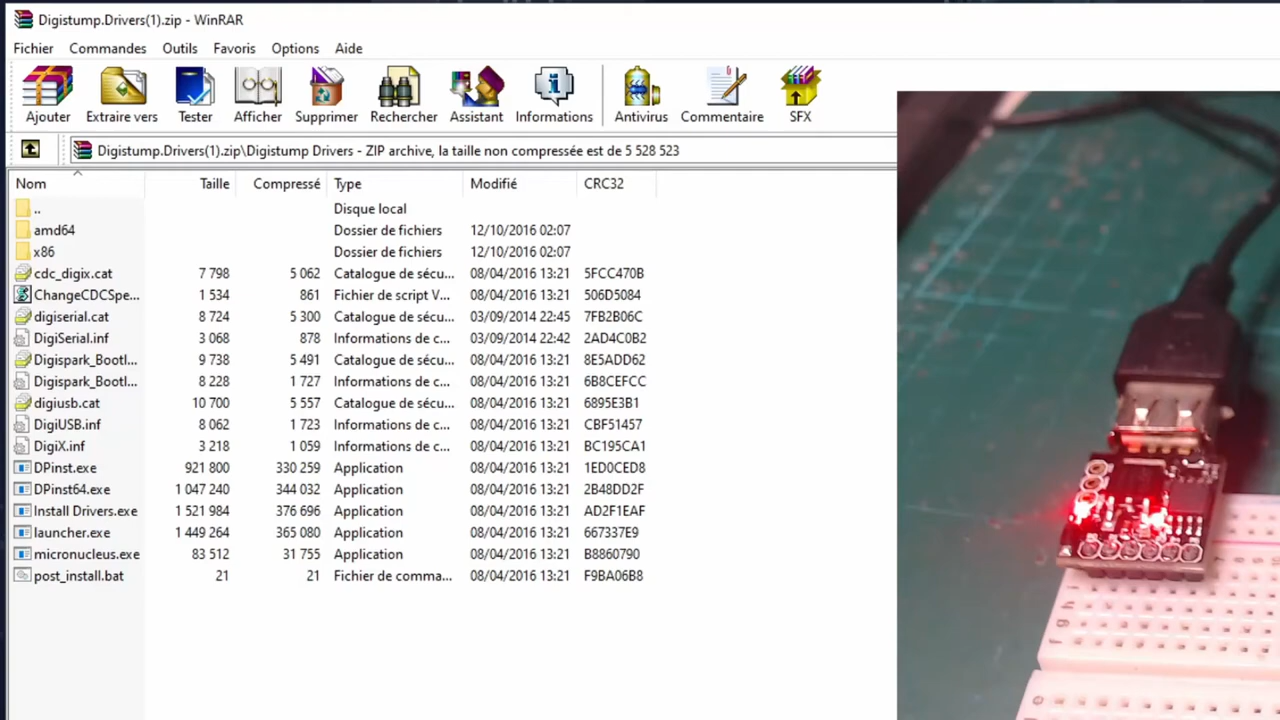 Digistump.Drivers(1).zip - WinRAR
Fichier Commandes Outils Favoris Options Aide
Ajouter Extraire vers Tester Afficher Supprimer Rechercher Assistant Informations Antivirus Commentaire SFX
Digistump.Drivers(1).zip\Digistump Drivers - ZIP archive, la taille non compressée est de 5 528 523
Nom Taille Compressé Type Modifié CRC32
.. Disque local
amd64 Dossier de fichiers 12/10/2016 02:07
x86 Dossier de fichiers 12/10/2016 02:07
cdc_digix.cat 7 798 5 062 Catalogue de sécu... 08/04/2016 13:21 5FCC470B
ChangeCDCSpe... 1 534 861 Fichier de script V... 08/04/2016 13:21 506D5084
digiserial.cat 8 724 5 300 Catalogue de sécu... 03/09/2014 22:45 7FB2B06C
DigiSerial.inf 3 068 878 Informations de c... 03/09/2014 22:42 2AD4C0B2
Digispark_Bootl... 9 738 5 491 Catalogue de sécu... 08/04/2016 13:21 8E5ADD62
Digispark_Bootl... 8 228 1 727 Informations de c... 08/04/2016 13:21 6B8CEFCC
digiusb.cat 10 700 5 557 Catalogue de sécu... 08/04/2016 13:21 6895E3B1
DigiUSB.inf 8 062 1 723 Informations de c... 08/04/2016 13:21 CBF51457
DigiX.inf 3 218 1 059 Informations de c... 08/04/2016 13:21 BC195CA1
DPinst.exe 921 800 330 259 Application 08/04/2016 13:21 1ED0CED8
DPinst64.exe 1 047 240 344 032 Application 08/04/2016 13:21 2B48DD2F
Install Drivers.exe 1 521 984 376 696 Application 08/04/2016 13:21 AD2F1EAF
launcher.exe 1 449 264 365 080 Application 08/04/2016 13:21 667337E9
micronucleus.exe 83 512 31 755 Application 08/04/2016 13:21 B8860790
post_install.bat 21 21 Fichier de comma... 08/04/2016 13:21 F9BA06B8